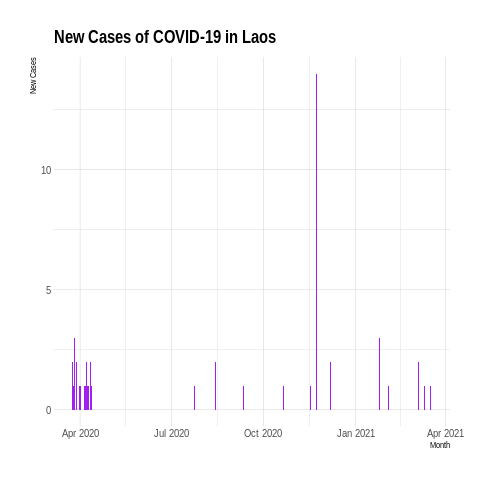 New Cases of COVID-19 in Laos
New Cases
10
5
0
Apr 2020 Jul 2020 Oct 2020 Jan 2021 Apr 2021
Month